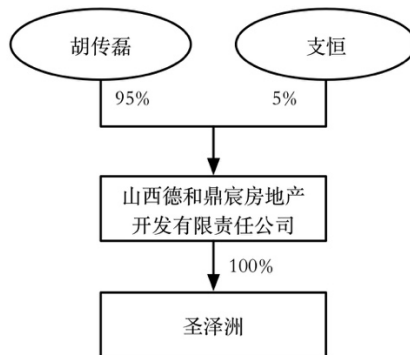 胡传磊
支恒
95%
5%
山西德和鼎宸房地产
开发有限责任公司
100%
圣泽洲